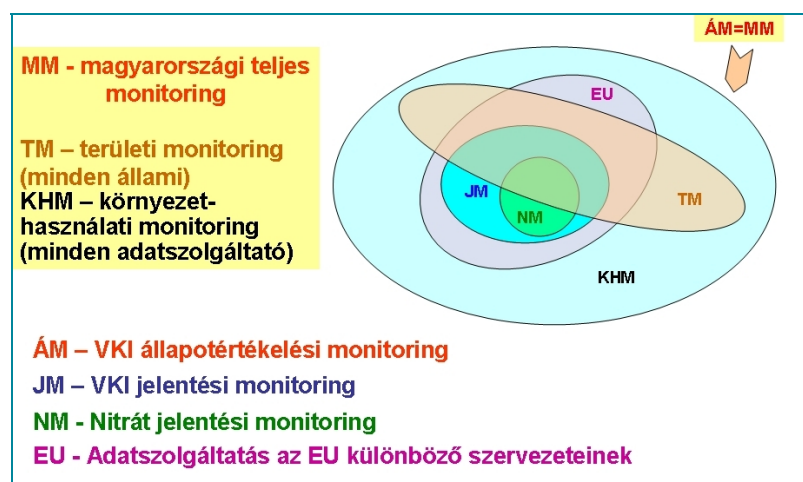 ÁM=MM
MM - magyarországi teljes
monitoring
TM – területi monitoring
(minden állami)
KHM – környezet-
használati monitoring
(minden adatszolgáltató)
EU
JM
NM
TM
KHM
ÁM – VKI állapotértékelési monitoring
JM – VKI jelentési monitoring
NM - Nitrát jelentési monitoring
EU - Adatszolgáltatás az EU különböző szervezeteinek